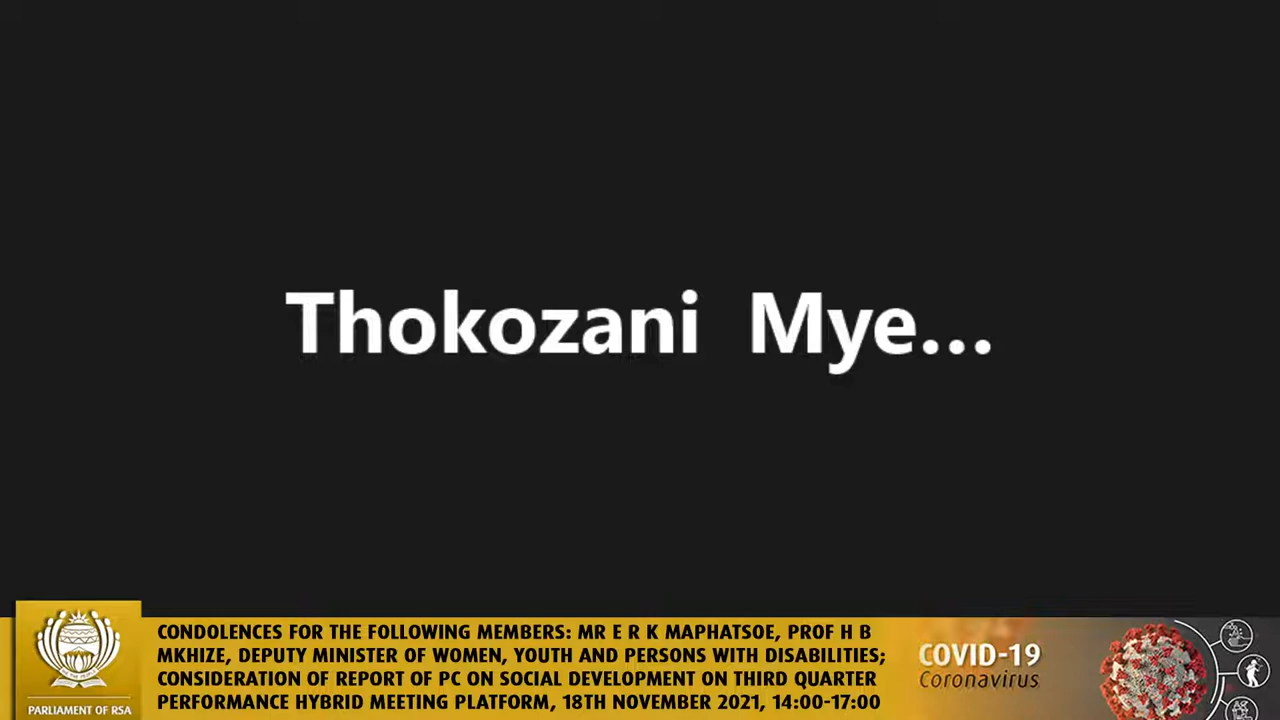 Thokozani Mye...
CONDOLENCES FOR THE FOLLOWING MEMBERS: MR E R K MAPHATSOE, PROF H B
MKHIZE, DEPUTY MINISTER OF WOMEN, YOUTH AND PERSONS WITH DISABILITIES;
CONSIDERATION OF REPORT OF PC ON SOCIAL DEVELOPMENT ON THIRD QUARTER
PERFORMANCE HYBRID MEETING PLATFORM, 18TH NOVEMBER 2021, 14:00-17:00
PARLIAMENT OF RSA
COVID-19
Coronavirus